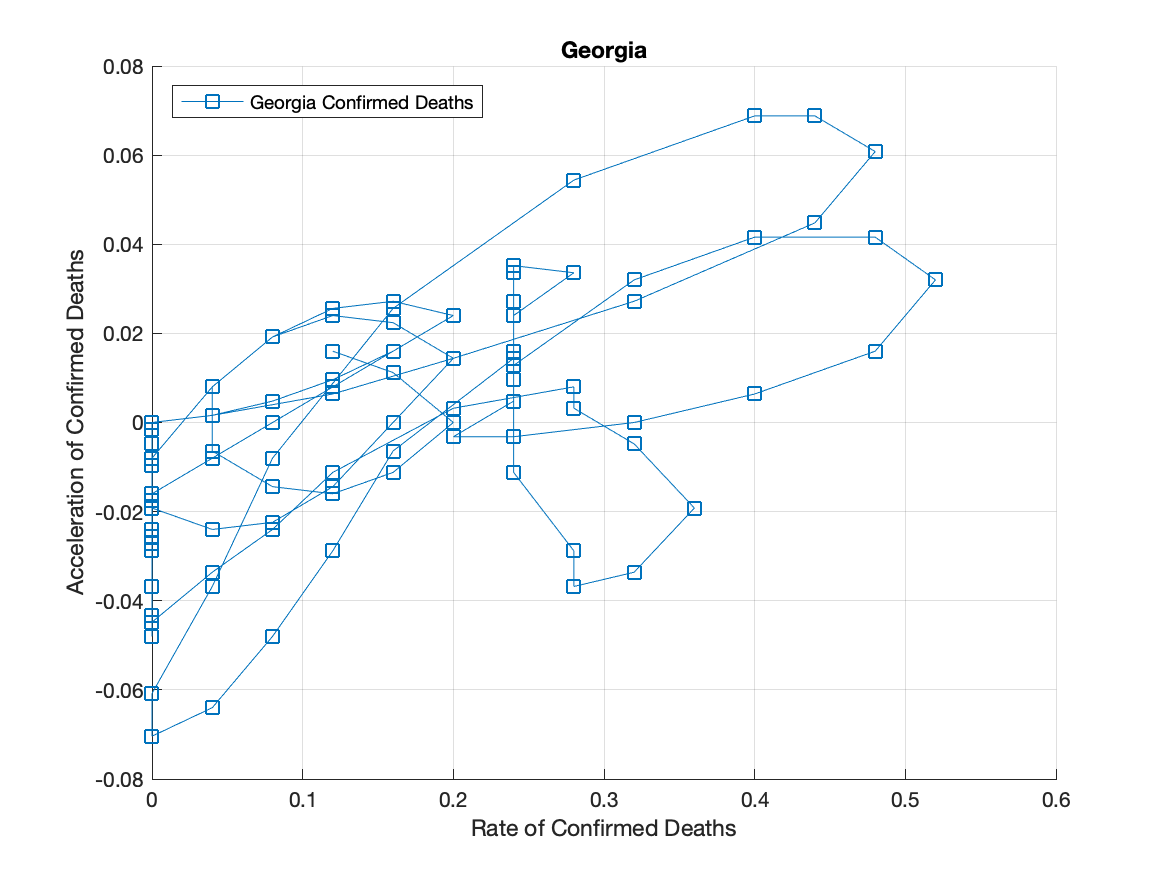 Georgia
0.08
Georgia Confirmed Deaths
0.06
0.04
0.02
0
-0.02
-0.04
-0.06
-0.08
Acceleration of Confirmed Deaths
0 0.1 0.2 0.3 0.4 0.5 0.6
Rate of Confirmed Deaths